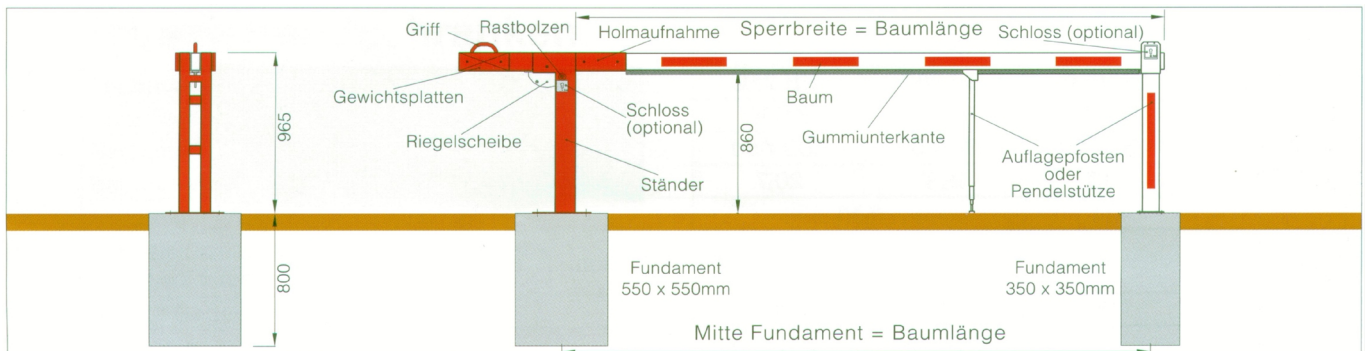 Griff
Rastbolzen
Holmaufnahme
Sperrbreite = Baumlänge
Schloss (optional)
Gewichtsplatten
Riegelscheibe
Schloss
(optional)
Ständer
Baum
Gummiunterkante
Auflagepfosten
oder
Pendelstütze
965
860
800
Fundament
550 x 550mm
Fundament
350 x 350mm
Mitte Fundament = Baumlänge